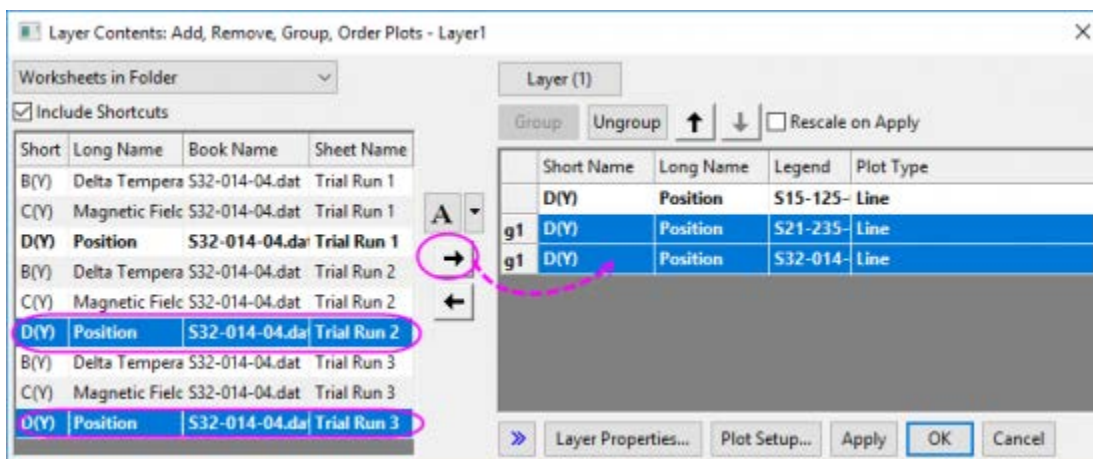 Layer Contents: Add, Remove, Group, Order Plots - Layer1
Worksheets in Folder
Include Shortcuts
Short Long Name Book Name Sheet Name
B(Y) Delta Tempera S32-014-04.dat Trial Run 1
C(Y) Magnetic Fielc S32-014-04.dat Trial Run 1
D(Y) Position S32-014-04.da Trial Run 1
B(Y) Delta Tempera S32-014-04.dat Trial Run 2
C(Y) Magnetic Fielc S32-014-04.dat Trial Run 2
D(Y) Position S32-014-04.da Trial Run 2
B(Y) Delta Tempera S32-014-04.dat Trial Run 3
C(Y) Magnetic Fielc S32-014-04.dat Trial Run 3
D(Y) Position S32-014-04.da Trial Run 3
A
Layer (1)
Group Ungroup Rescale on Apply
Short Name Long Name Legend Plot Type
D(Y) Position S15-125- Line
g1 D(Y) Position S21-235- Line
g1 D(Y) Position S32-014- Line
Layer Properties... Plot Setup... Apply OK Cancel